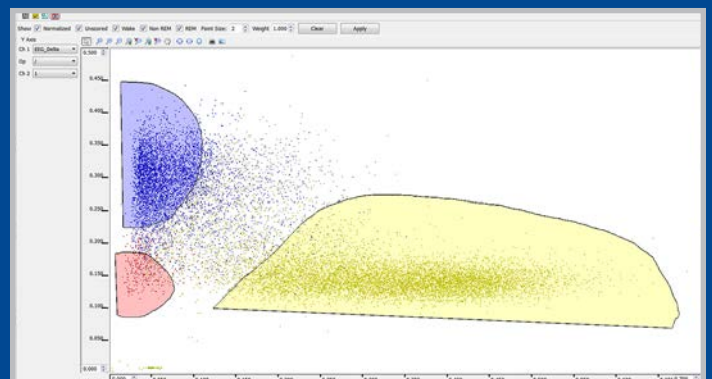 Show Normalized Unscored Wake Non REM REM Point Size: 2 Weight 1.000 Clear Apply
Y Axis
Ch 1 EEG_Delta
Op /
Ch 2 1
0.500
0.450
0.400
0.350
0.300
0.250
0.200
0.150
0.100
0.050
0.000